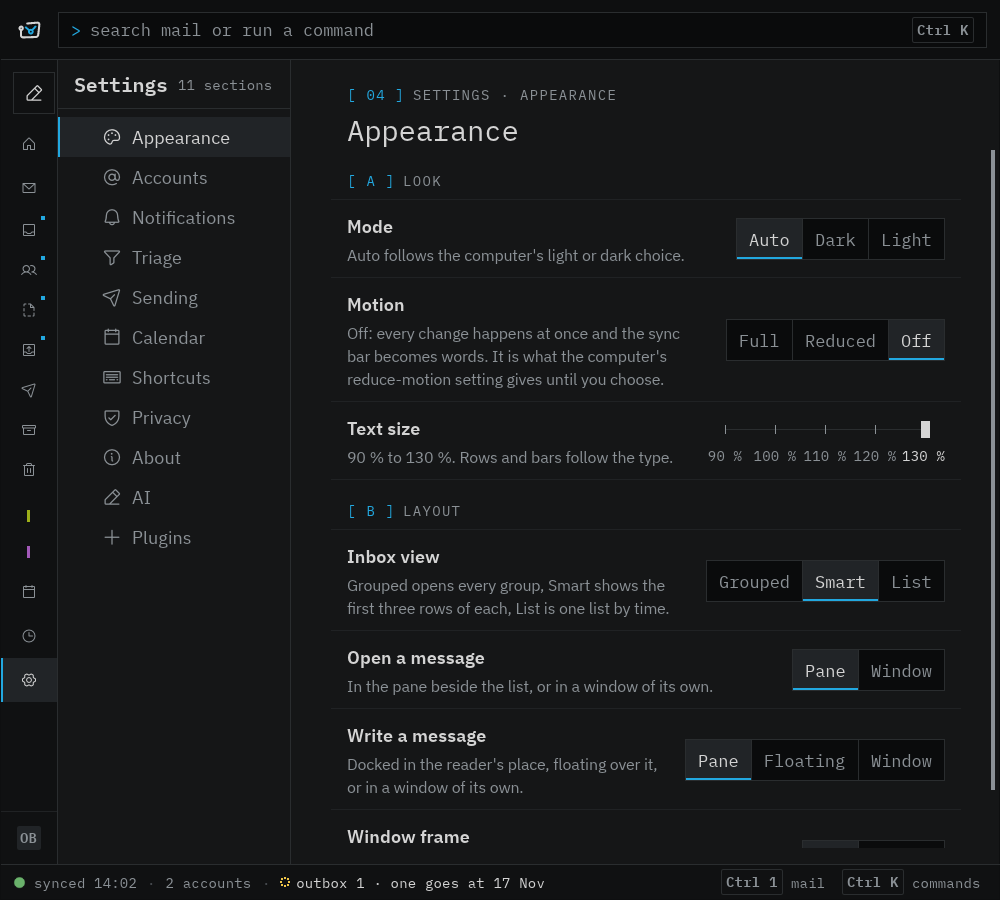 > search mail or run a command
Ctrl K
Settings 11 sections
Appearance
Accounts
Notifications
Triage
Sending
Calendar
Shortcuts
Privacy
About
AI
Plugins
OB
[ 04 ] SETTINGS · APPEARANCE
Appearance
[ A ] LOOK
Mode
Auto follows the computer's light or dark choice.
Auto Dark Light
Motion
Off: every change happens at once and the sync
bar becomes words. It is what the computer's
reduce-motion setting gives until you choose.
Full Reduced Off
Text size
90 % to 130 %. Rows and bars follow the type.
90 % 100 % 110 % 120 % 130 %
[ B ] LAYOUT
Inbox view
Grouped opens every group, Smart shows the
first three rows of each, List is one list by time.
Grouped Smart List
Open a message
In the pane beside the list, or in a window of its own.
Pane Window
Write a message
Docked in the reader's place, floating over it,
or in a window of its own.
Pane Floating Window
Window frame
synced 14:02 · 2 accounts · outbox 1 · one goes at 17 Nov
Ctrl 1 mail Ctrl K commands